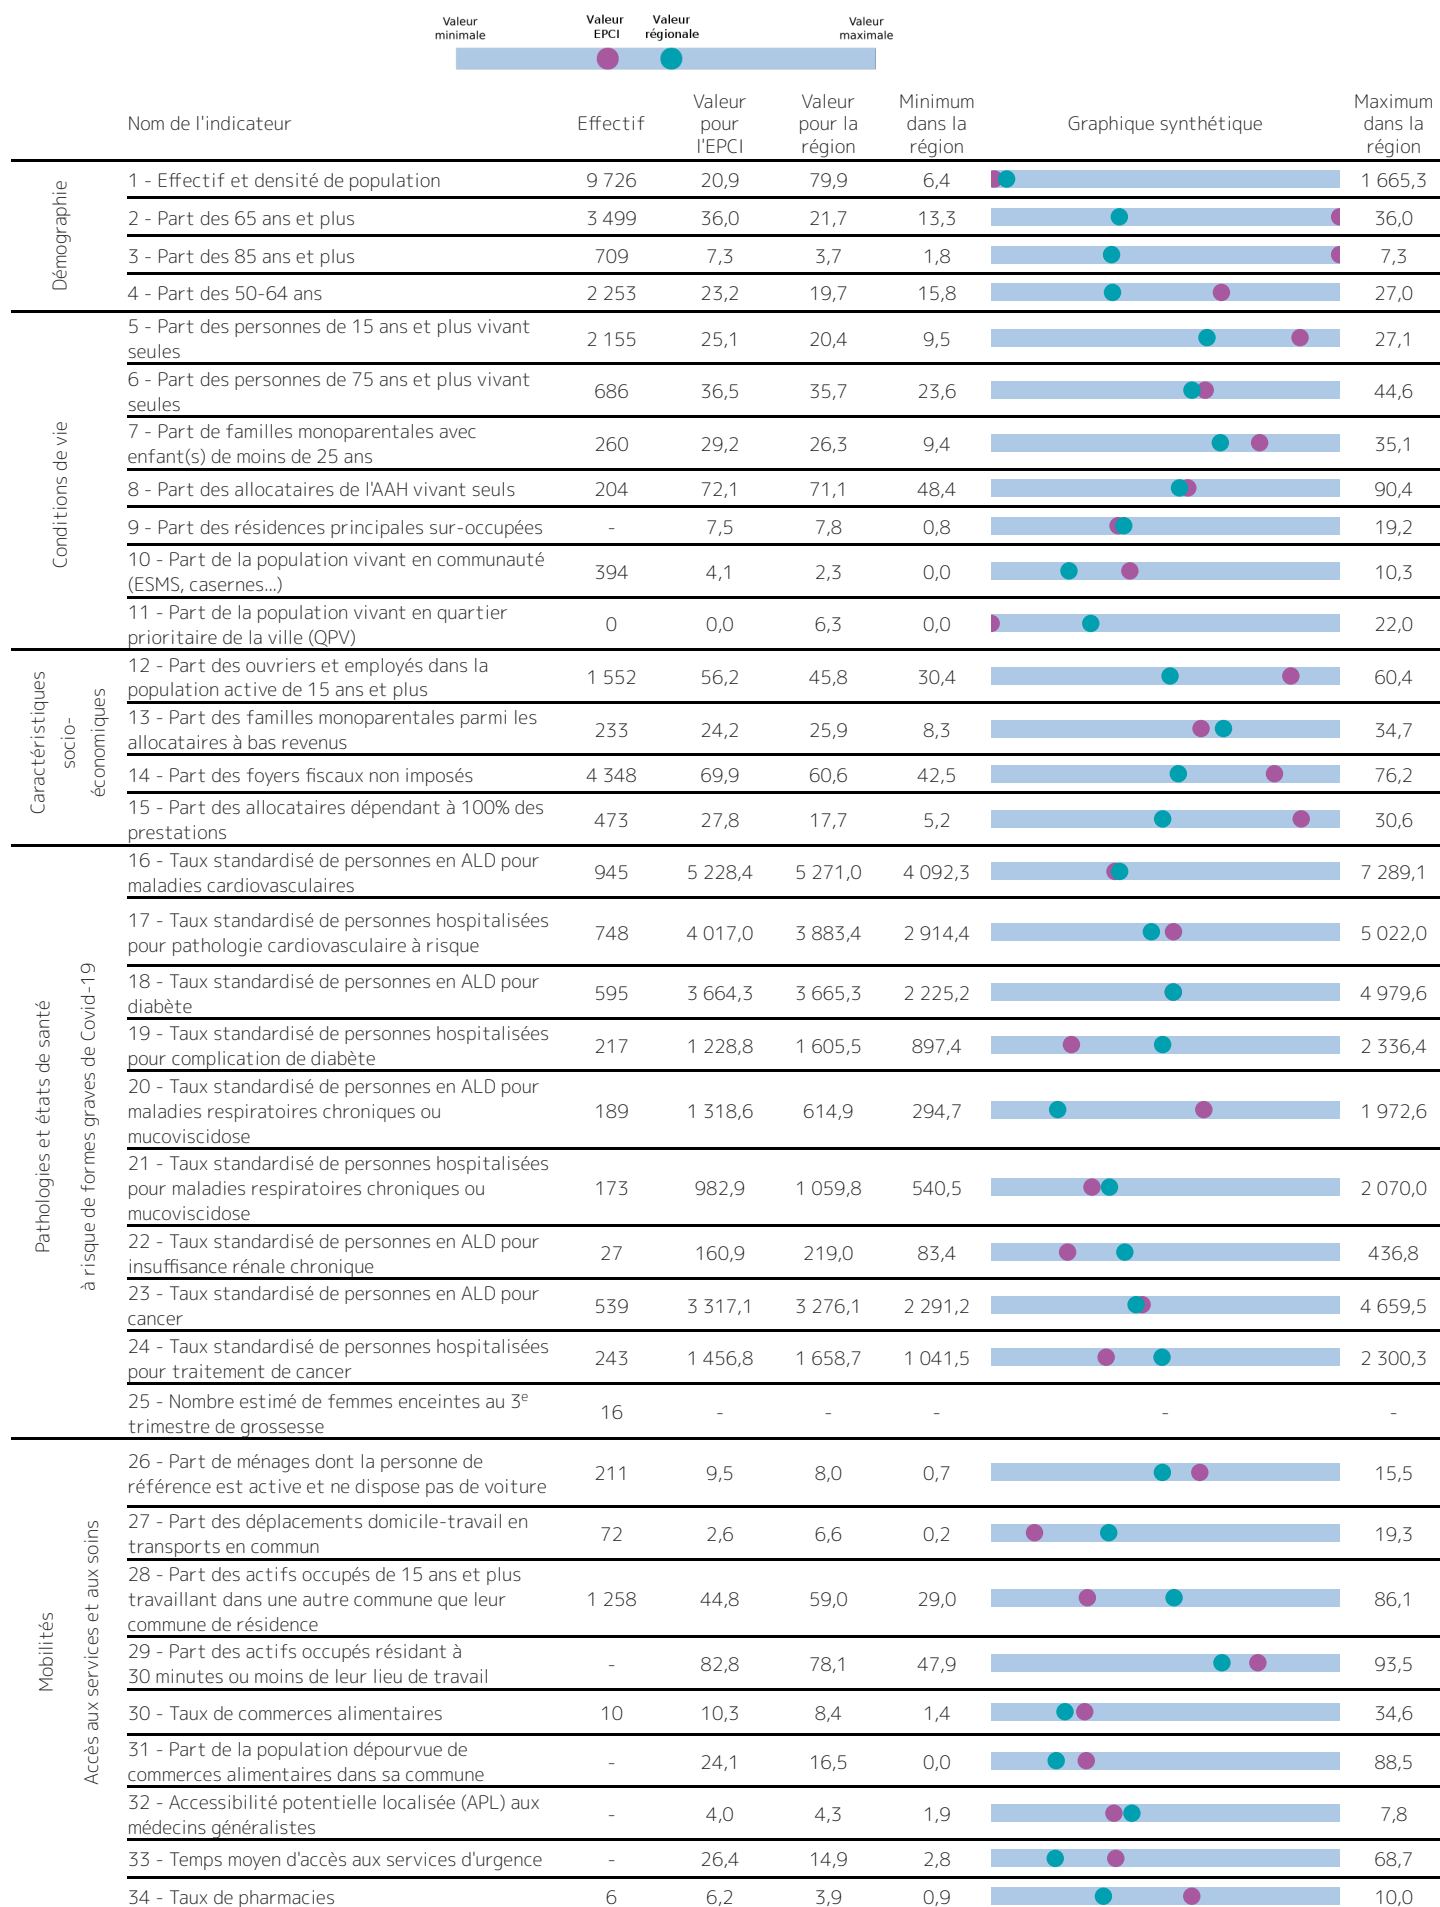 Valeur minimale
Valeur EPCI
Valeur régionale
Valeur maximale
Nom de l'indicateur
Effectif
Valeur pour l'EPCI
Valeur pour la région
Minimum dans la région
Graphique synthétique
Maximum dans la région
Démographie
1 - Effectif et densité de population 9 726 20,9 79,9 6,4 1 665,3
2 - Part des 65 ans et plus 3 499 36,0 21,7 13,3 36,0
3 - Part des 85 ans et plus 709 7,3 3,7 1,8 7,3
4 - Part des 50-64 ans 2 253 23,2 19,7 15,8 27,0
Conditions de vie
5 - Part des personnes de 15 ans et plus vivant
seules 2 155 25,1 20,4 9,5 27,1
6 - Part des personnes de 75 ans et plus vivant
seules 686 36,5 35,7 23,6 44,6
7 - Part de familles monoparentales avec
enfant(s) de moins de 25 ans 260 29,2 26,3 9,4 35,1
8 - Part des allocataires de l'AAH vivant seuls 204 72,1 71,1 48,4 90,4
9 - Part des résidences principales sur-occupées - 7,5 7,8 0,8 19,2
10 - Part de la population vivant en communauté
(ESMS, casernes...) 394 4,1 2,3 0,0 10,3
11 - Part de la population vivant en quartier
prioritaire de la ville (QPV) 0 0,0 6,3 0,0 22,0
Caractéristiques
socio-
économiques
12 - Part des ouvriers et employés dans la
population active de 15 ans et plus 1 552 56,2 45,8 30,4 60,4
13 - Part des familles monoparentales parmi les
allocataires à bas revenus 233 24,2 25,9 8,3 34,7
14 - Part des foyers fiscaux non imposés 4 348 69,9 60,6 42,5 76,2
15 - Part des allocataires dépendant à 100% des
prestations 473 27,8 17,7 5,2 30,6
Pathologies et états de santé
à risque de formes graves de Covid-19
16 - Taux standardisé de personnes en ALD pour
maladies cardiovasculaires 945 5 228,4 5 271,0 4 092,3 7 289,1
17 - Taux standardisé de personnes hospitalisées
pour pathologie cardiovasculaire à risque 748 4 017,0 3 883,4 2 914,4 5 022,0
18 - Taux standardisé de personnes en ALD pour
diabète 595 3 664,3 3 665,3 2 225,2 4 979,6
19 - Taux standardisé de personnes hospitalisées
pour complication de diabète 217 1 228,8 1 605,5 897,4 2 336,4
20 - Taux standardisé de personnes en ALD pour
maladies respiratoires chroniques ou
mucoviscidose 189 1 318,6 614,9 294,7 1 972,6
21 - Taux standardisé de personnes hospitalisées
pour maladies respiratoires chroniques ou
mucoviscidose 173 982,9 1 059,8 540,5 2 070,0
22 - Taux standardisé de personnes en ALD pour
insuffisance rénale chronique 27 160,9 219,0 83,4 436,8
23 - Taux standardisé de personnes en ALD pour
cancer 539 3 317,1 3 276,1 2 291,2 4 659,5
24 - Taux standardisé de personnes hospitalisées
pour traitement de cancer 243 1 456,8 1 658,7 1 041,5 2 300,3
25 - Nombre estimé de femmes enceintes au 3e
trimestre de grossesse 16 - - - - -
Mobilités
Accès aux services et aux soins
26 - Part de ménages dont la personne de
référence est active et ne dispose pas de voiture 211 9,5 8,0 0,7 15,5
27 - Part des déplacements domicile-travail en
transports en commun 72 2,6 6,6 0,2 19,3
28 - Part des actifs occupés de 15 ans et plus
travaillant dans une autre commune que leur
commune de résidence 1 258 44,8 59,0 29,0 86,1
29 - Part des actifs occupés résidant à
30 minutes ou moins de leur lieu de travail - 82,8 78,1 47,9 93,5
30 - Taux de commerces alimentaires 10 10,3 8,4 1,4 34,6
31 - Part de la population dépourvue de
commerces alimentaires dans sa commune - 24,1 16,5 0,0 88,5
32 - Accessibilité potentielle localisée (APL) aux
médecins généralistes - 4,0 4,3 1,9 7,8
33 - Temps moyen d'accès aux services d'urgence - 26,4 14,9 2,8 68,7
34 - Taux de pharmacies 6 6,2 3,9 0,9 10,0